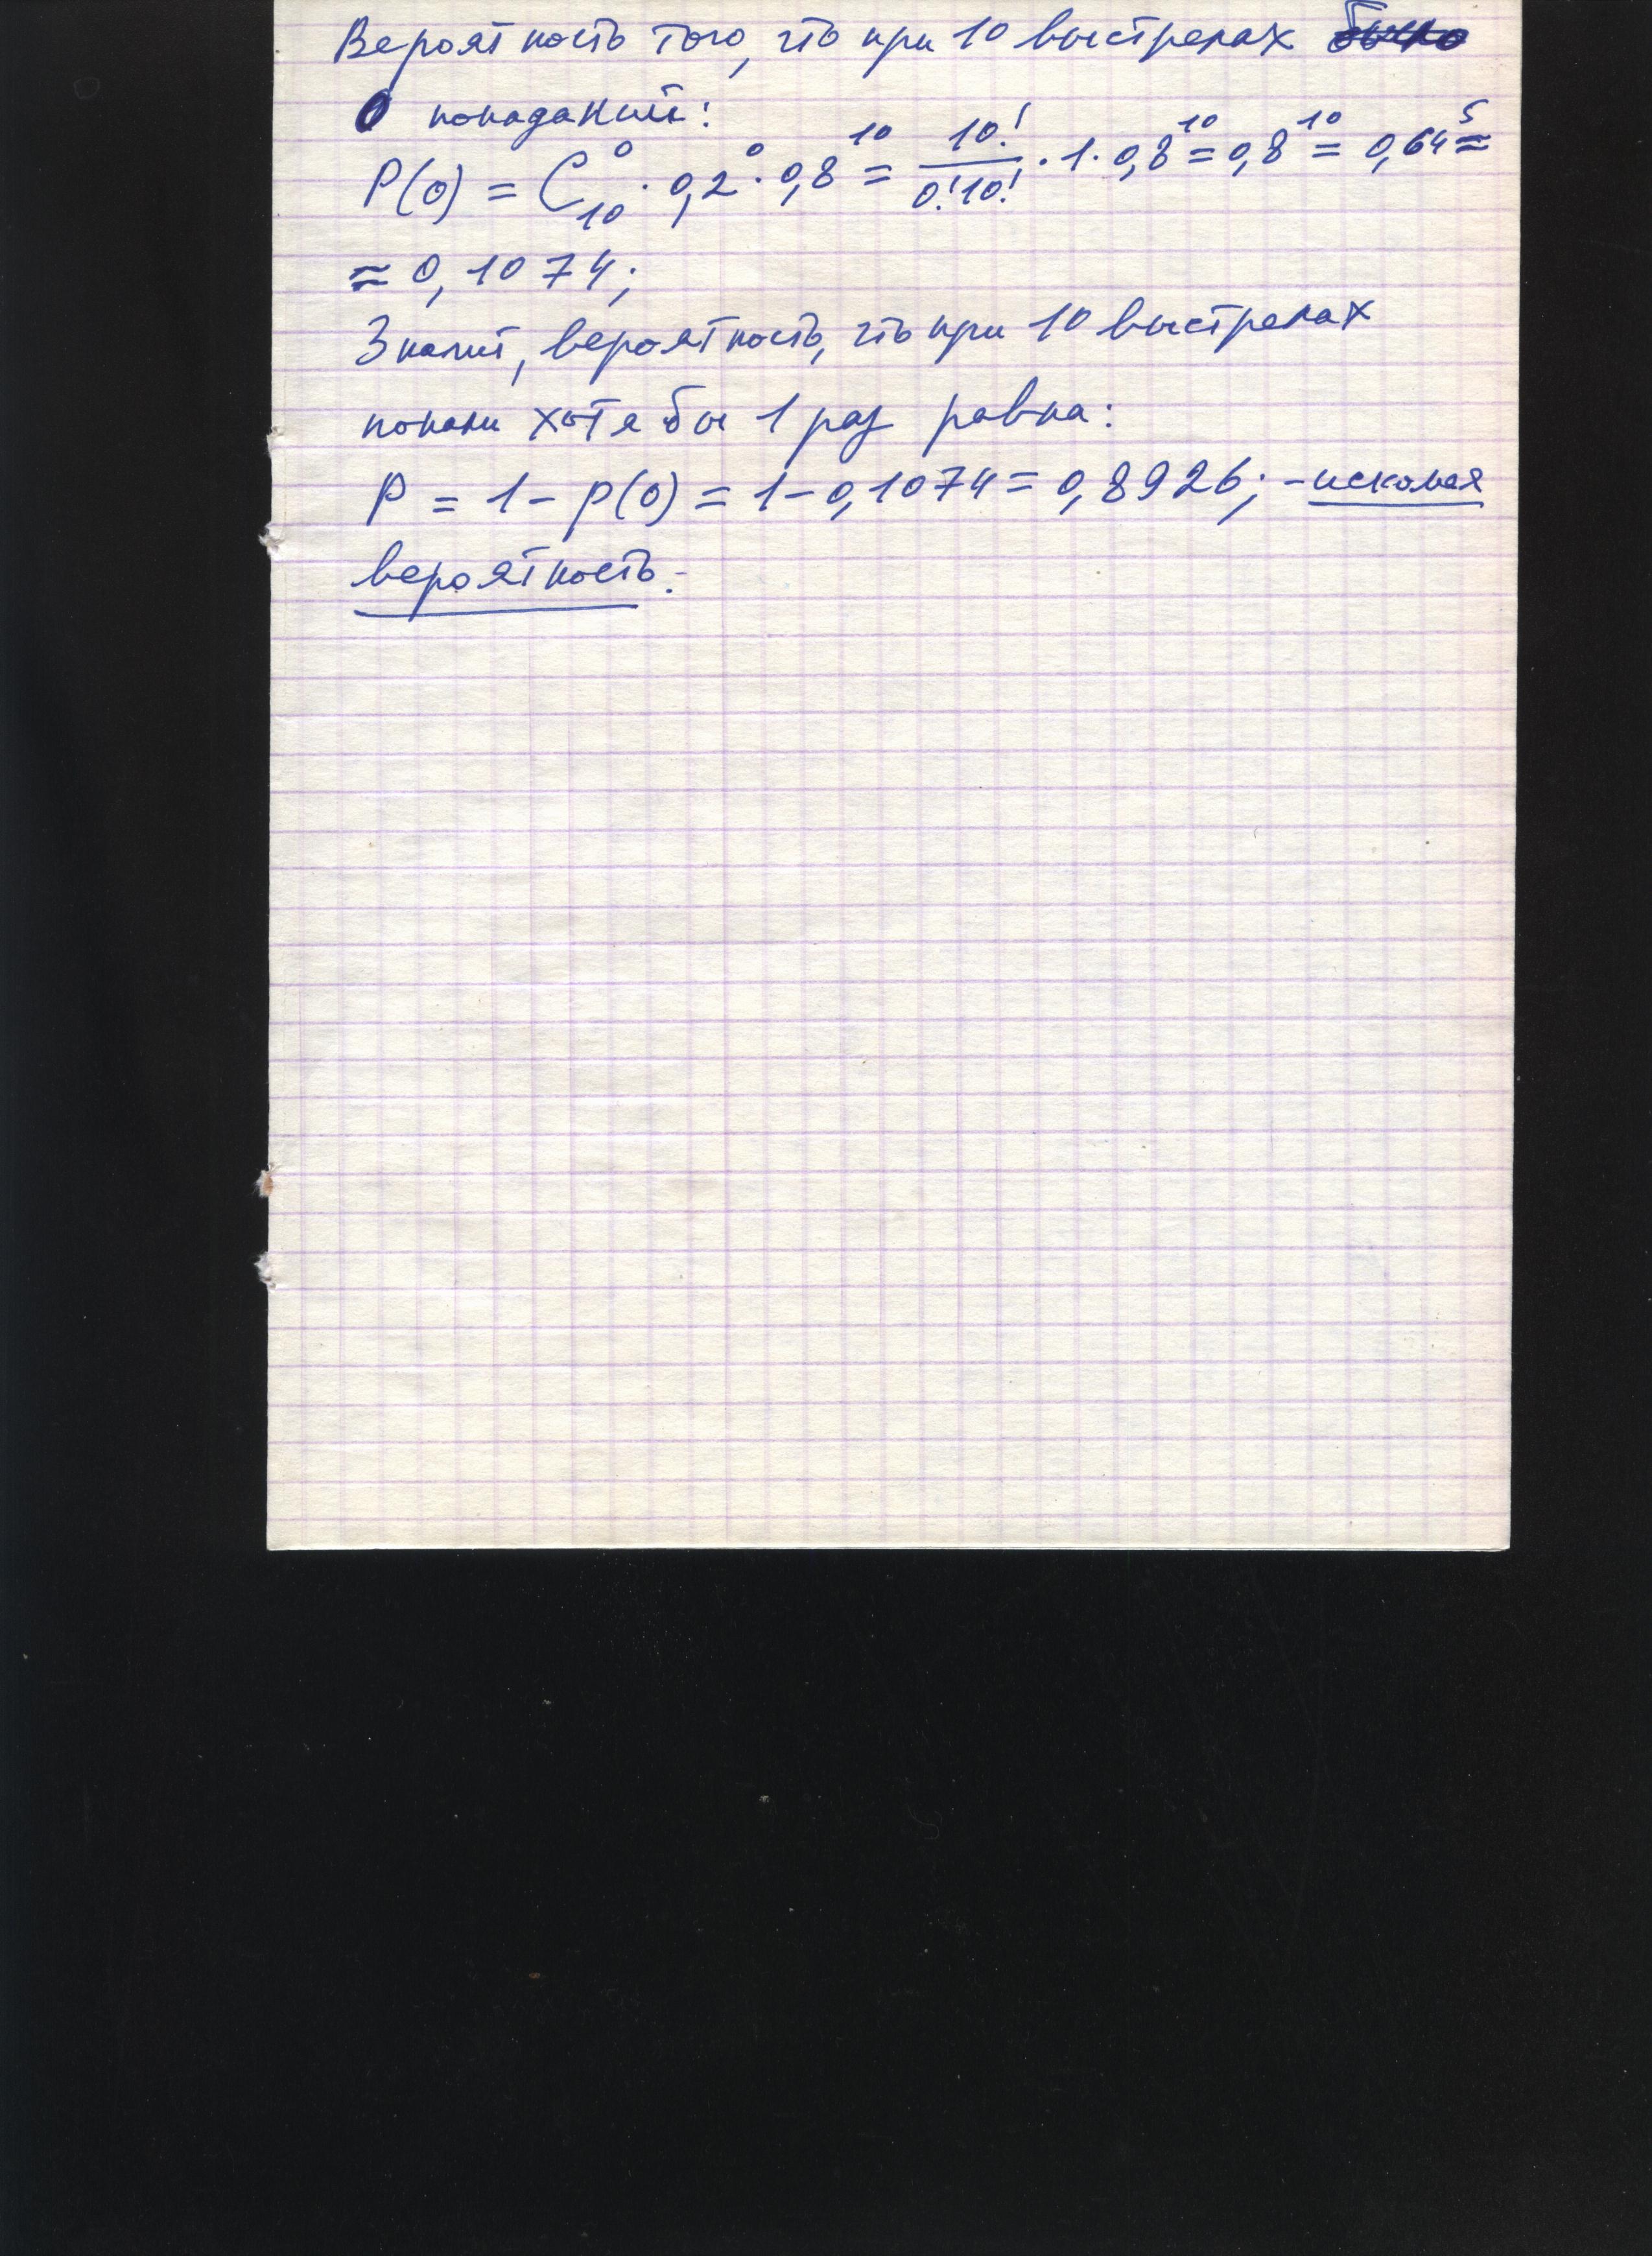 Вероятность того, что при 10 выстрелах было
0 попаданий:
P(0) = C₁₀⁰ · 0,2⁰ · 0,8¹⁰ = 10!/(0!10!) · 1 · 0,8¹⁰ = 0,8¹⁰ = 0,64⁵ ≈
≈ 0,1074;
Значит, вероятность, что при 10 выстрелах
попали хотя бы 1 раз равна:
P = 1 - p(0) = 1 - 0,1074 = 0,8926; - искомая
вероятность.